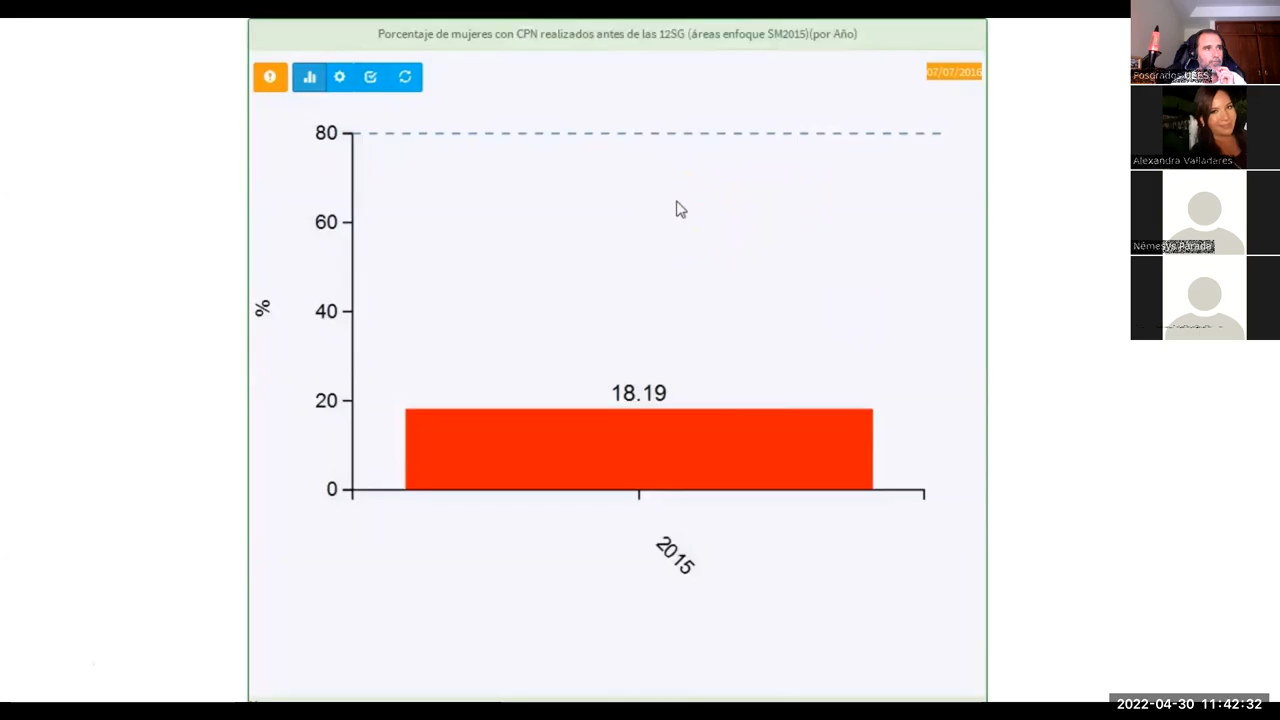 Porcentaje de mujeres con CPN realizados antes de las 12SG (áreas enfoque SM2015)(por Año)
07/07/2016
80
60
40
20
0
%
18.19
2015
Posgrados UEES
Alexandra Valladares
Némesys Parada
2022-04-30 11:42:32